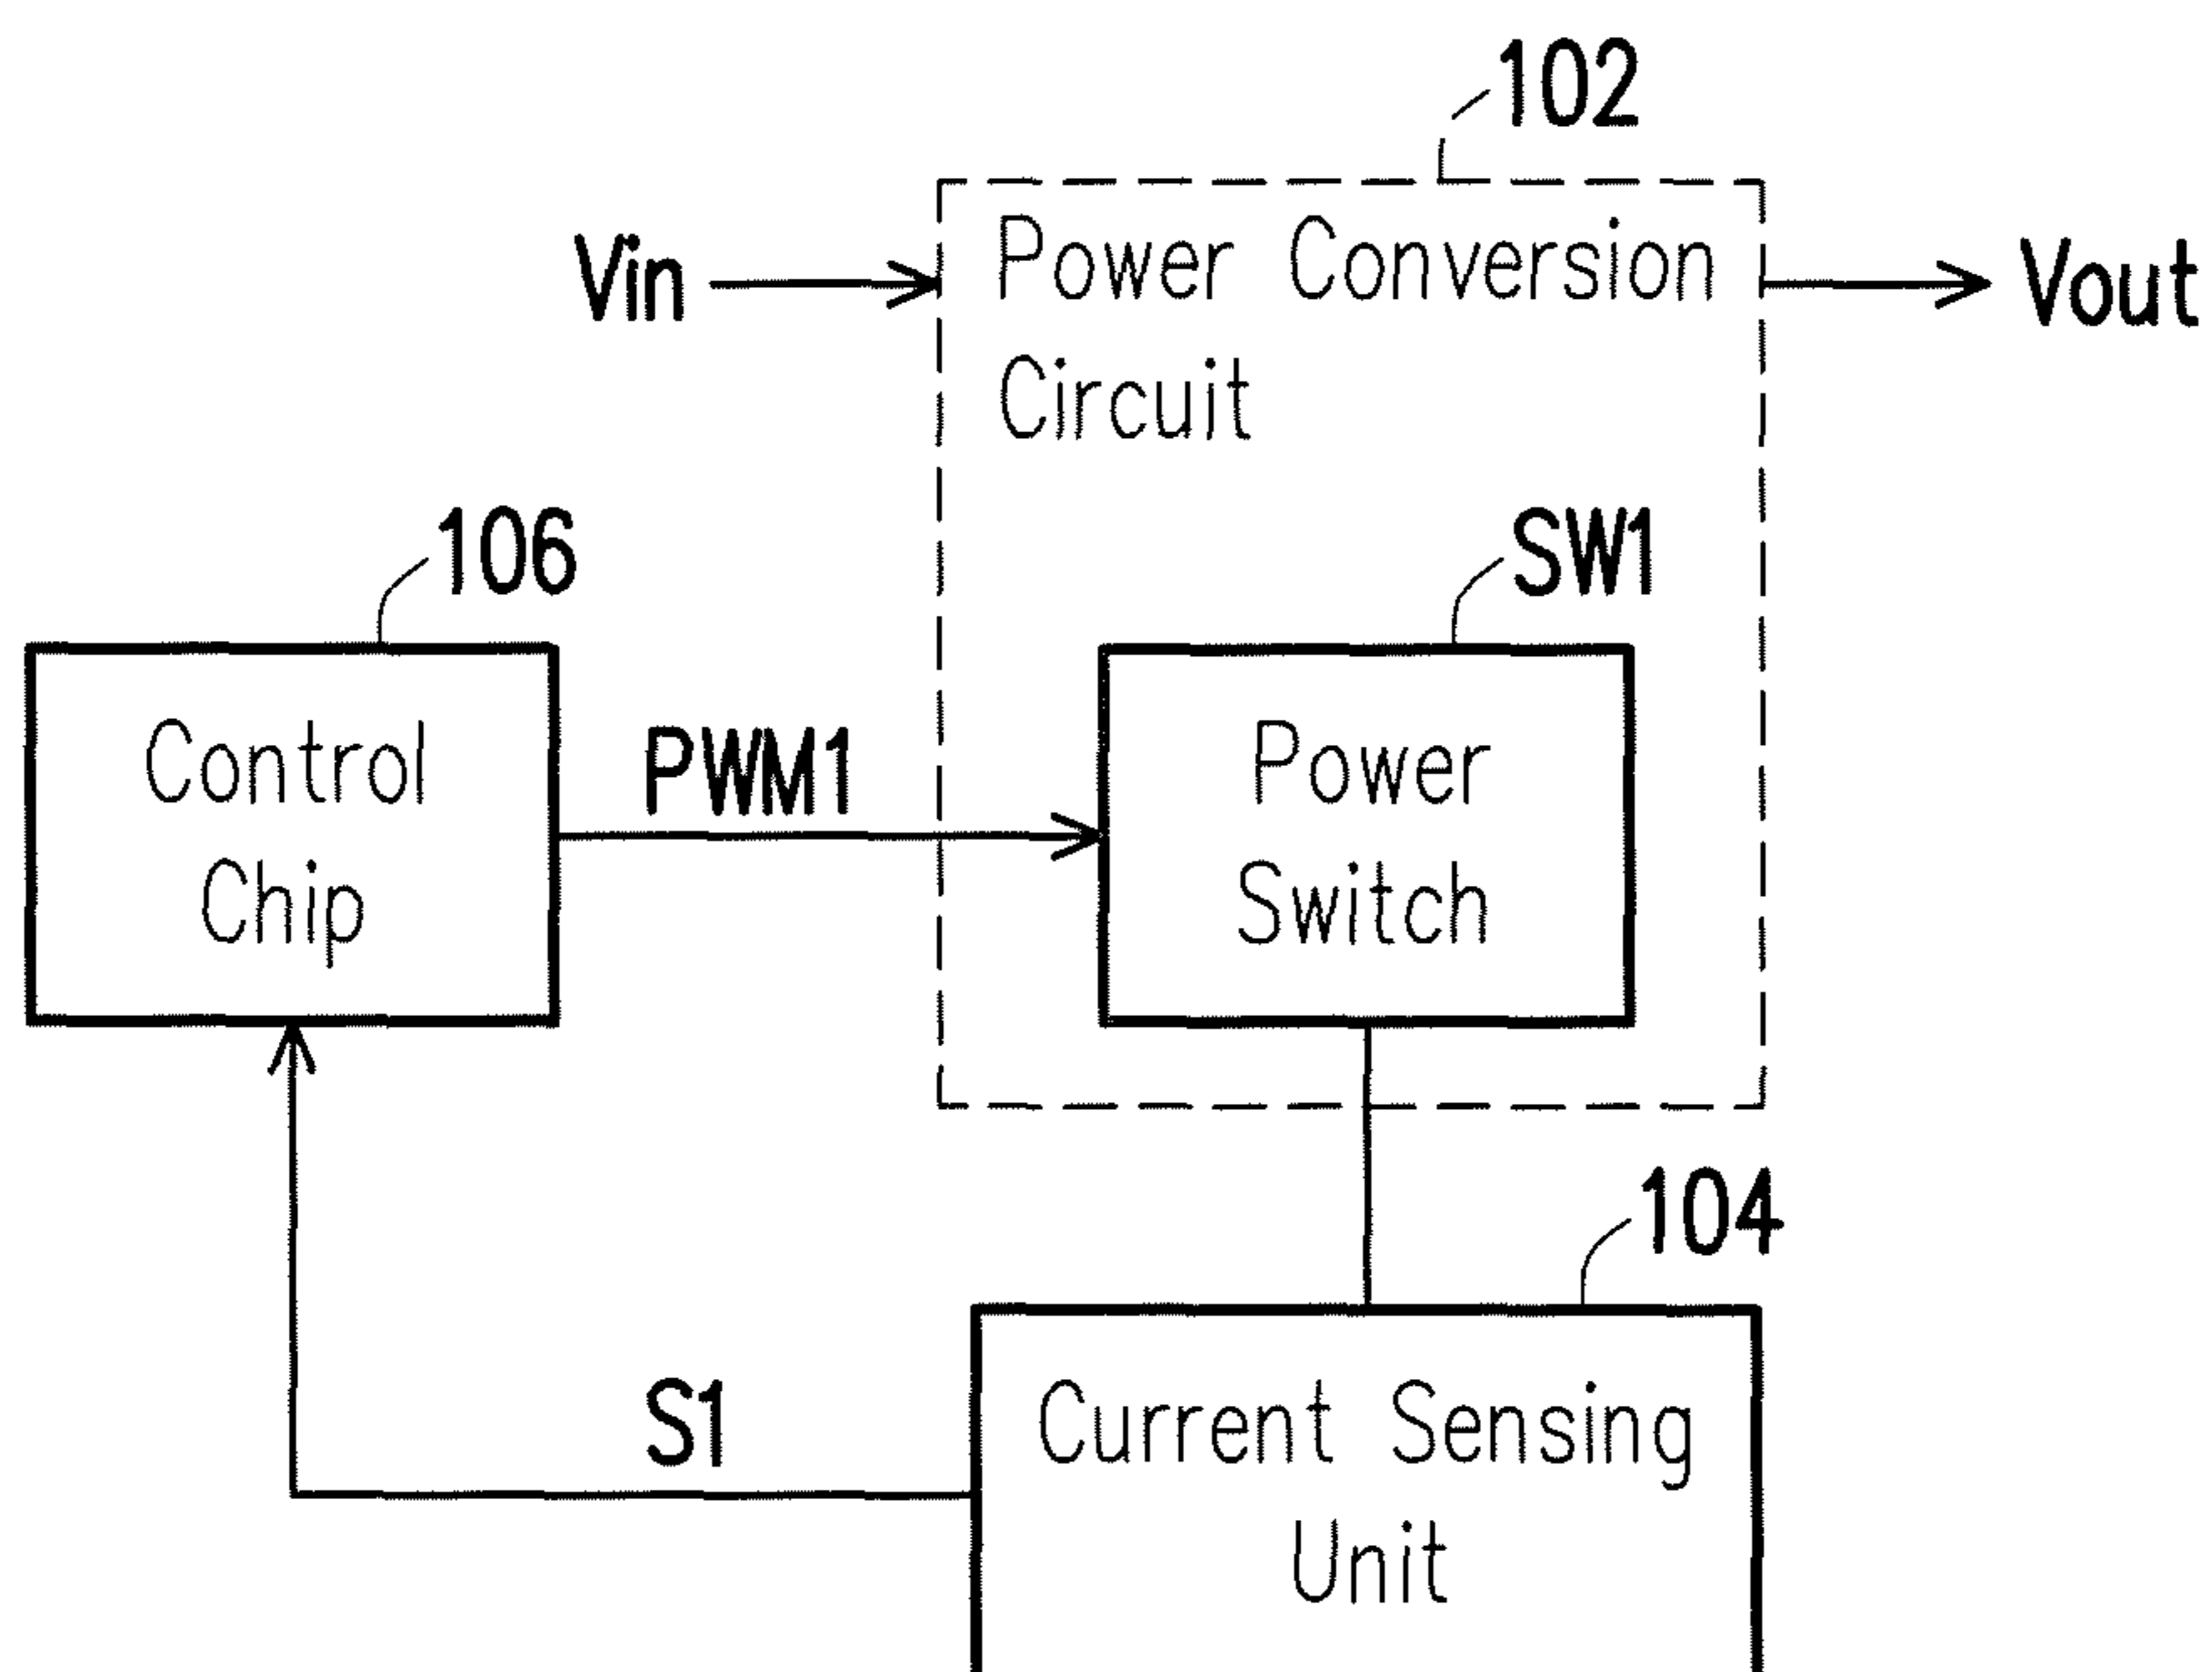 102
Vin
Power Conversion
Circuit
Vout
106
SW1
Control
Chip
PWM1
Power
Switch
104
S1
Current Sensing
Unit